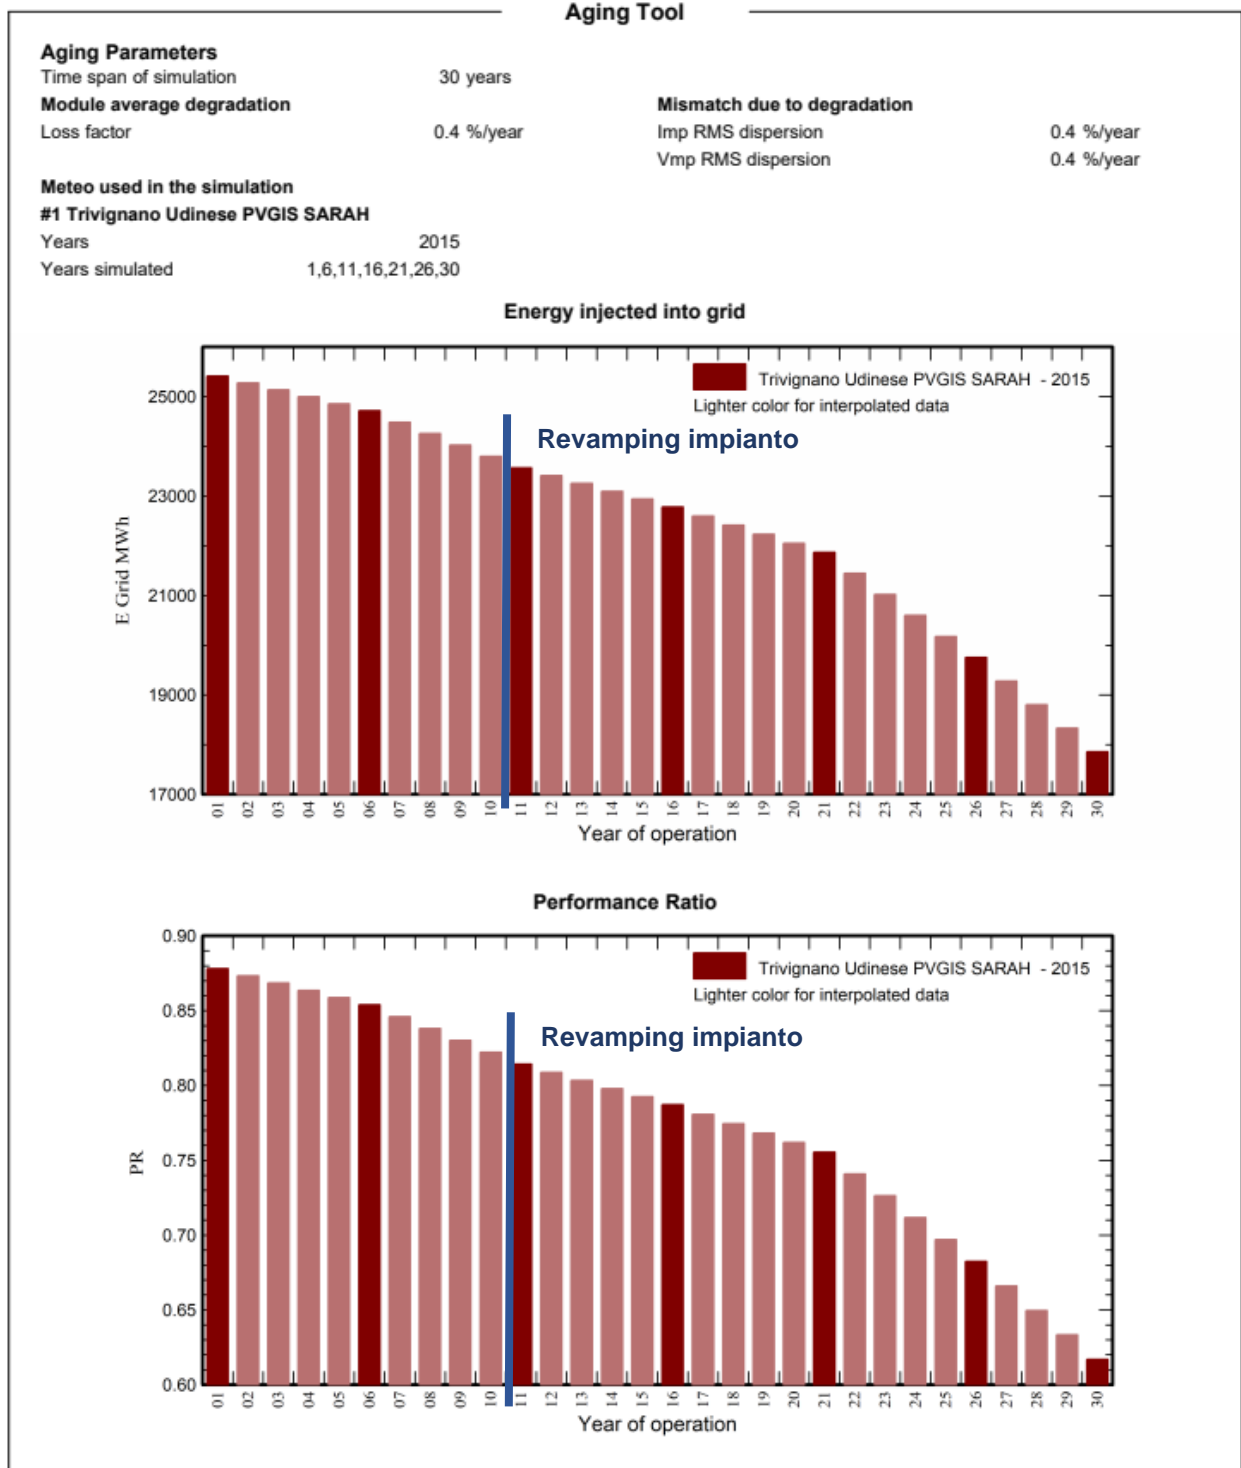 Aging Tool
Aging Parameters
Time span of simulation 30 years
Module average degradation Mismatch due to degradation
Loss factor 0.4 %/year Imp RMS dispersion 0.4 %/year
Vmp RMS dispersion 0.4 %/year
Meteo used in the simulation
#1 Trivignano Udinese PVGIS SARAH
Years 2015
Years simulated 1,6,11,16,21,26,30
Energy injected into grid
Trivignano Udinese PVGIS SARAH - 2015
Lighter color for interpolated data
Revamping impianto
E Grid MWh
25000
23000
21000
19000
17000
01 02 03 04 05 06 07 08 09 10 11 12 13 14 15 16 17 18 19 20 21 22 23 24 25 26 27 28 29 30
Year of operation
Performance Ratio
Trivignano Udinese PVGIS SARAH - 2015
Lighter color for interpolated data
Revamping impianto
PR
0.90
0.85
0.80
0.75
0.70
0.65
0.60
01 02 03 04 05 06 07 08 09 10 11 12 13 14 15 16 17 18 19 20 21 22 23 24 25 26 27 28 29 30
Year of operation